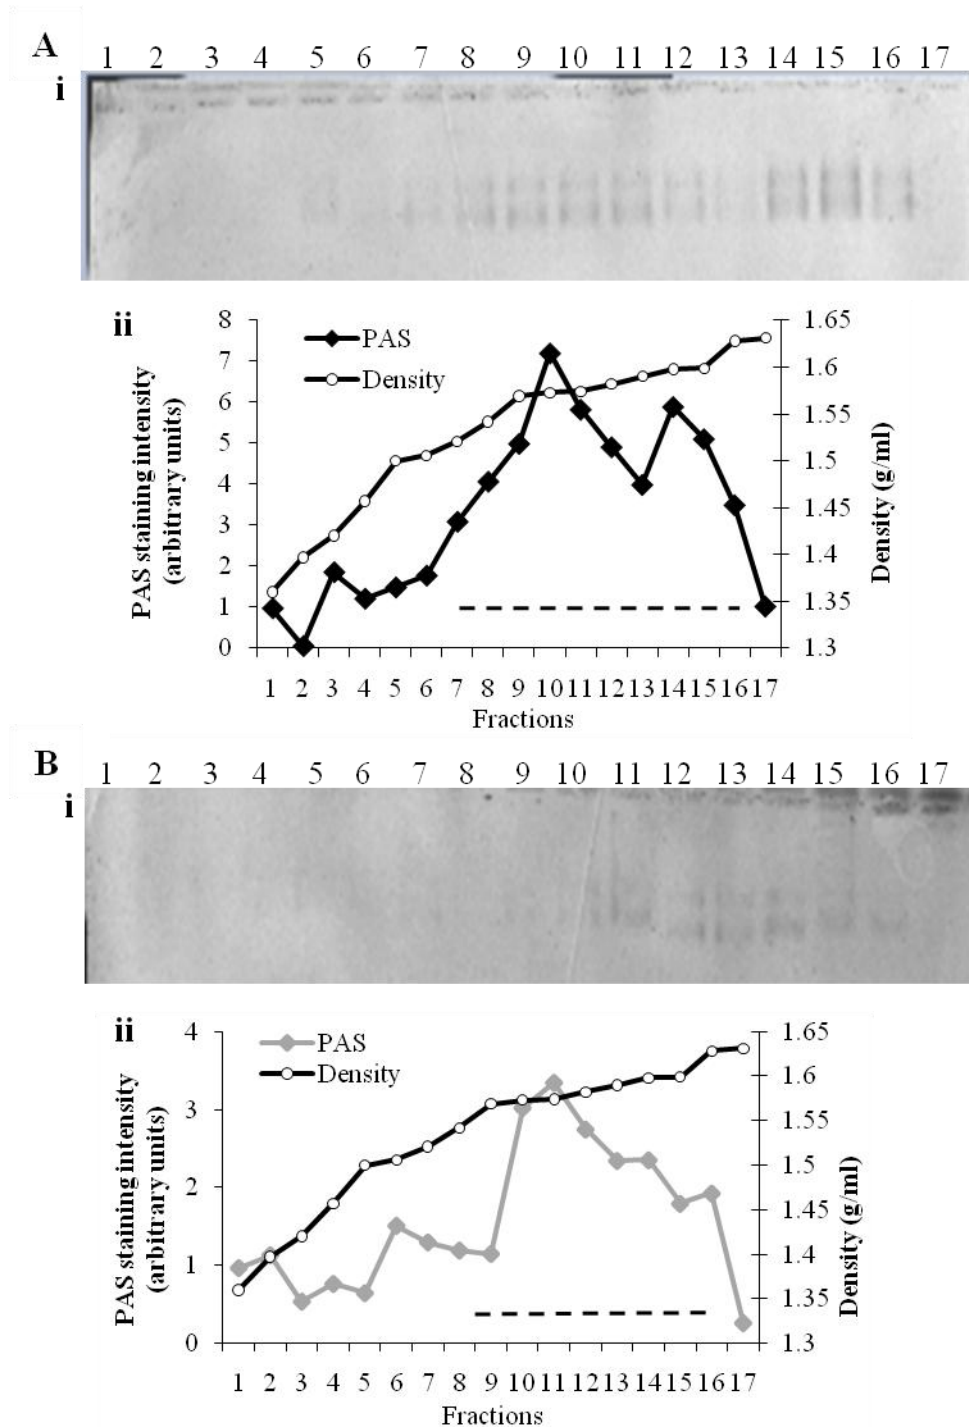 A
1 2 3 4 5 6 7 8 9 10 11 12 13 14 15 16 17
i
ii
PAS staining intensity
(arbitrary units)
8
7
6
5
4
3
2
1
0
PAS
Density
1.65
1.6
1.55
1.5
1.45
1.4
1.35
1.3
Density (g/ml)
1 2 3 4 5 6 7 8 9 10 11 12 13 14 15 16 17
Fractions
B
1 2 3 4 5 6 7 8 9 10 11 12 13 14 15 16 17
i
ii
PAS staining intensity
(arbitrary units)
4
3
2
1
0
PAS
Density
1.65
1.6
1.55
1.5
1.45
1.4
1.35
1.3
Density (g/ml)
1 2 3 4 5 6 7 8 9 10 11 12 13 14 15 16 17
Fractions